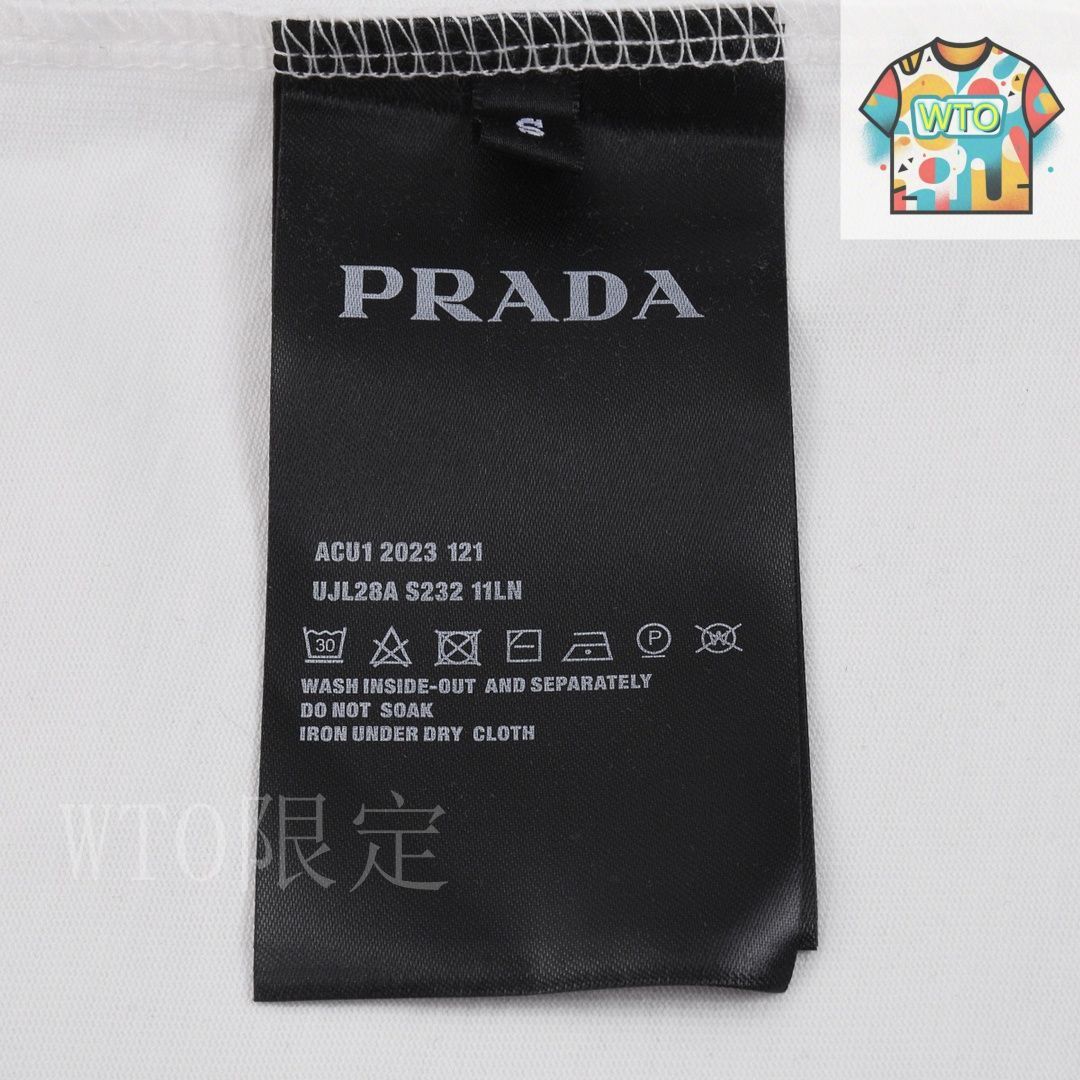 WTO
S
PRADA
ACU1 2023 121
UJL28A S232 11LN
30
P
W
WASH INSIDE-OUT AND SEPARATELY
DO NOT SOAK
IRON UNDER DRY CLOTH
WTO限定